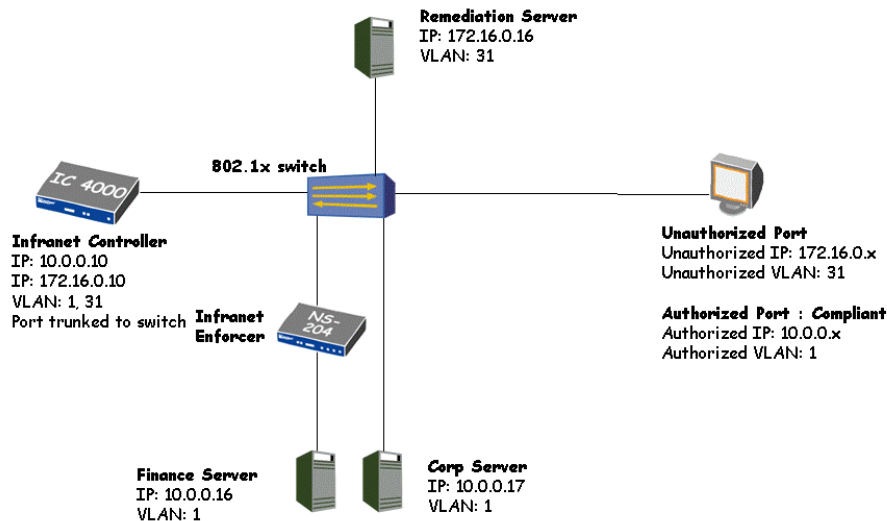 Remediation Server
IP: 172.16.0.16
VLAN: 31
802.1x switch
IC 4000
Infranet Controller
IP: 10.0.0.10
IP: 172.16.0.10
VLAN: 1, 31
Port trunked to switch
Infranet
Enforcer
NS-
204
Unauthorized Port
Unauthorized IP: 172.16.0.x
Unauthorized VLAN: 31
Authorized Port : Compliant
Authorized IP: 10.0.0.x
Authorized VLAN: 1
Finance Server
IP: 10.0.0.16
VLAN: 1
Corp Server
IP: 10.0.0.17
VLAN: 1